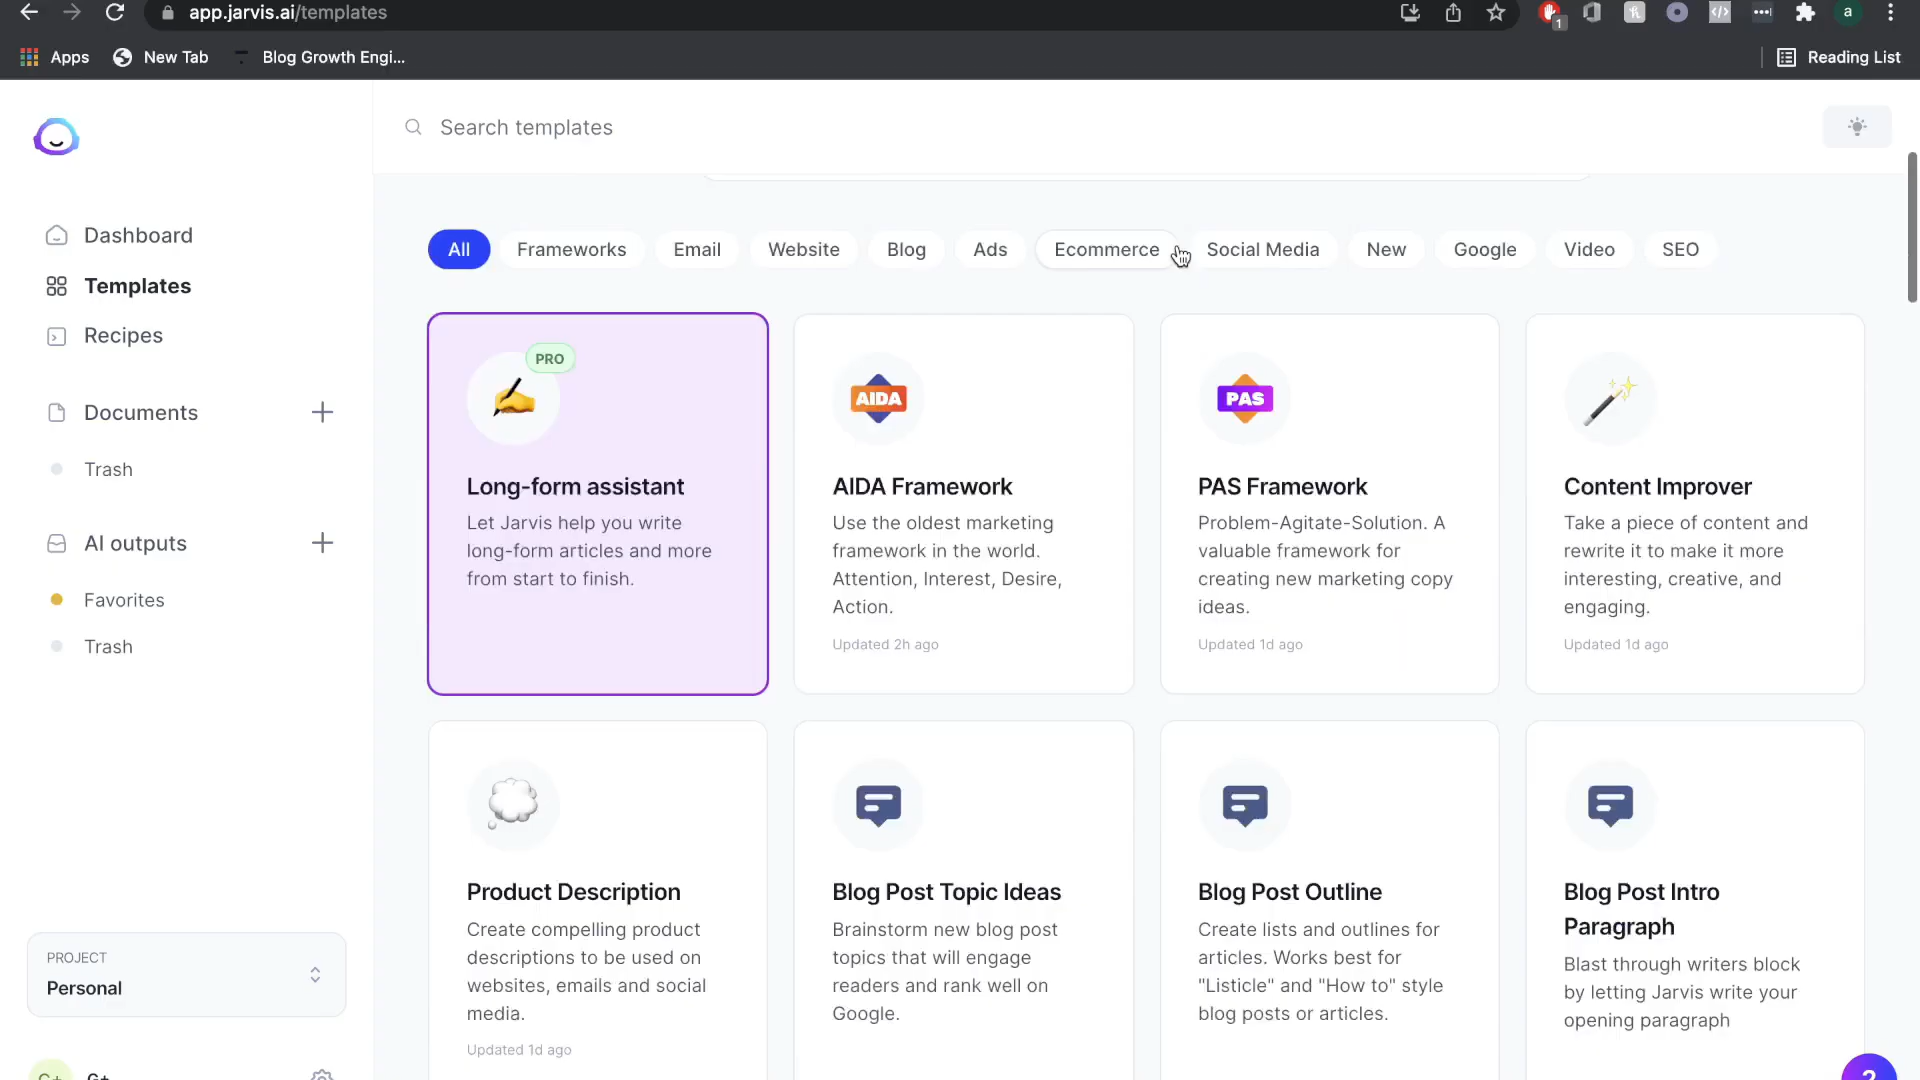 app.jarvis.ai/templates
1
a
Apps
New Tab
Blog Growth Engi...
Reading List
Search templates
Dashboard
Templates
Recipes
Documents
Trash
AI outputs
Favorites
Trash
PROJECT
Personal
All
Frameworks
Email
Website
Blog
Ads
Ecommerce
Social Media
New
Google
Video
SEO
PRO
Long-form assistant
Let Jarvis help you write
long-form articles and more
from start to finish.
AIDA
AIDA Framework
Use the oldest marketing
framework in the world.
Attention, Interest, Desire,
Action.
Updated 2h ago
PAS
PAS Framework
Problem-Agitate-Solution. A
valuable framework for
creating new marketing copy
ideas.
Updated 1d ago
Content Improver
Take a piece of content and
rewrite it to make it more
interesting, creative, and
engaging.
Updated 1d ago
Product Description
Create compelling product
descriptions to be used on
websites, emails and social
media.
Updated 1d ago
Blog Post Topic Ideas
Brainstorm new blog post
topics that will engage
readers and rank well on
Google.
Blog Post Outline
Create lists and outlines for
articles. Works best for
"Listicle" and "How to" style
blog posts or articles.
Blog Post Intro
Paragraph
Blast through writers block
by letting Jarvis write your
opening paragraph
?